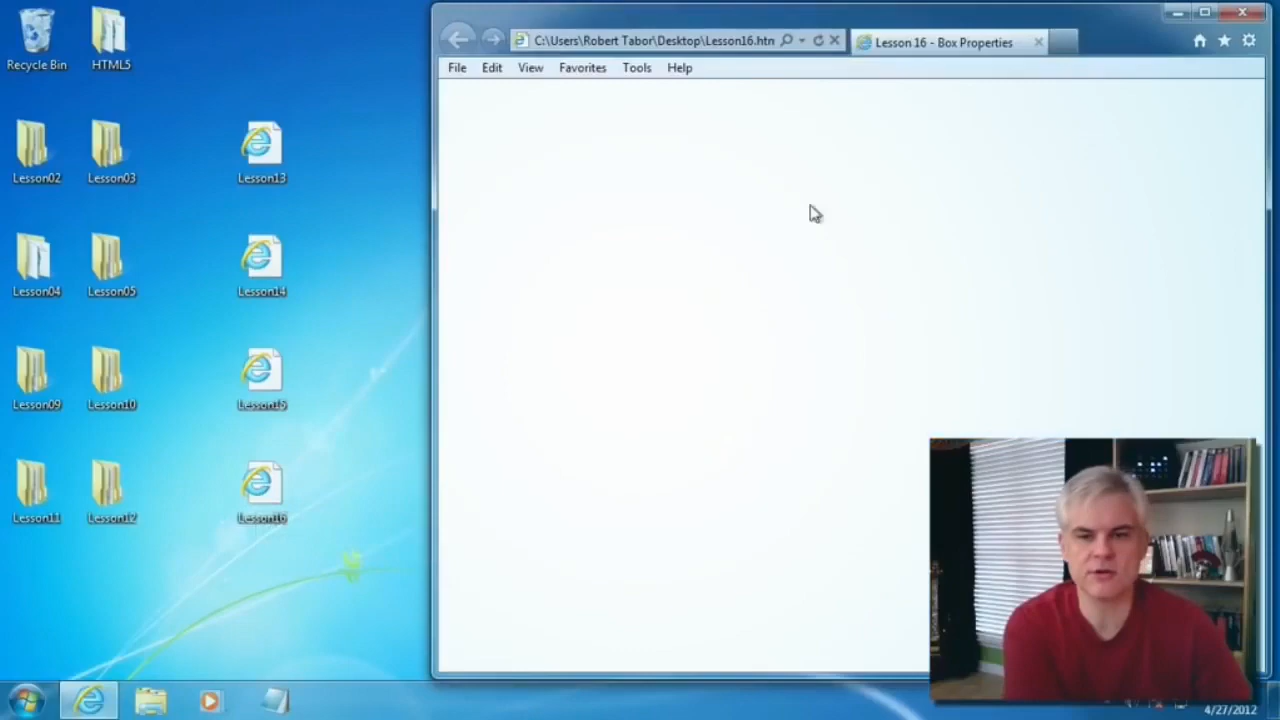 Recycle Bin
HTML5
Lesson02
Lesson03
Lesson13
Lesson04
Lesson05
Lesson14
Lesson09
Lesson10
Lesson15
Lesson11
Lesson12
Lesson16
C:\Users\Robert Tabor\Desktop\Lesson16.htn
Lesson 16 - Box Properties
File Edit View Favorites Tools Help
4/27/2012